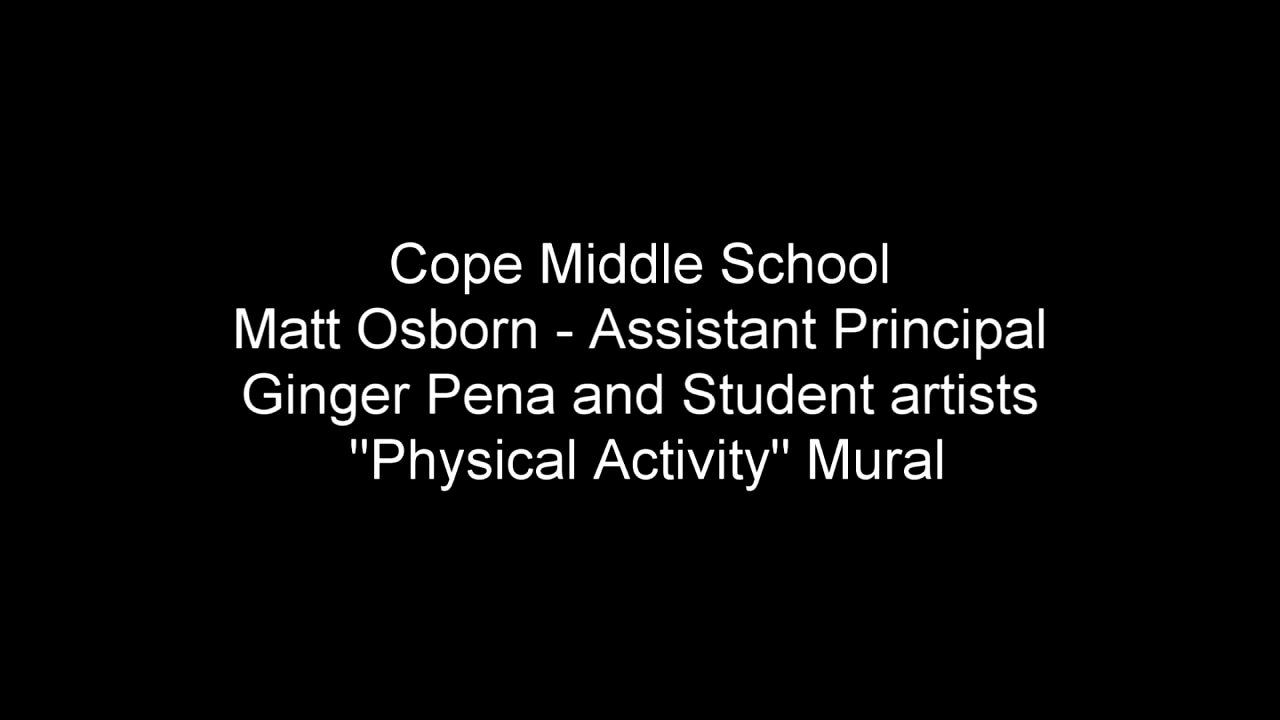 Cope Middle School
Matt Osborn - Assistant Principal
Ginger Pena and Student artists
"Physical Activity" Mural